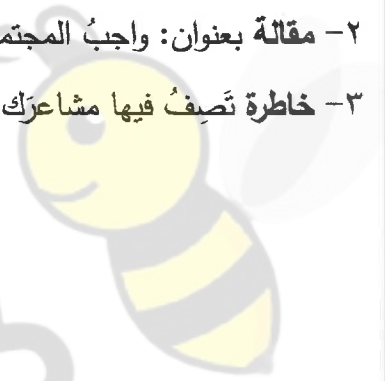 ٢- مقالة بعنوان: واجبُ المجتم
٣- خاطرة تَصِفُ فيها مشاعرَك